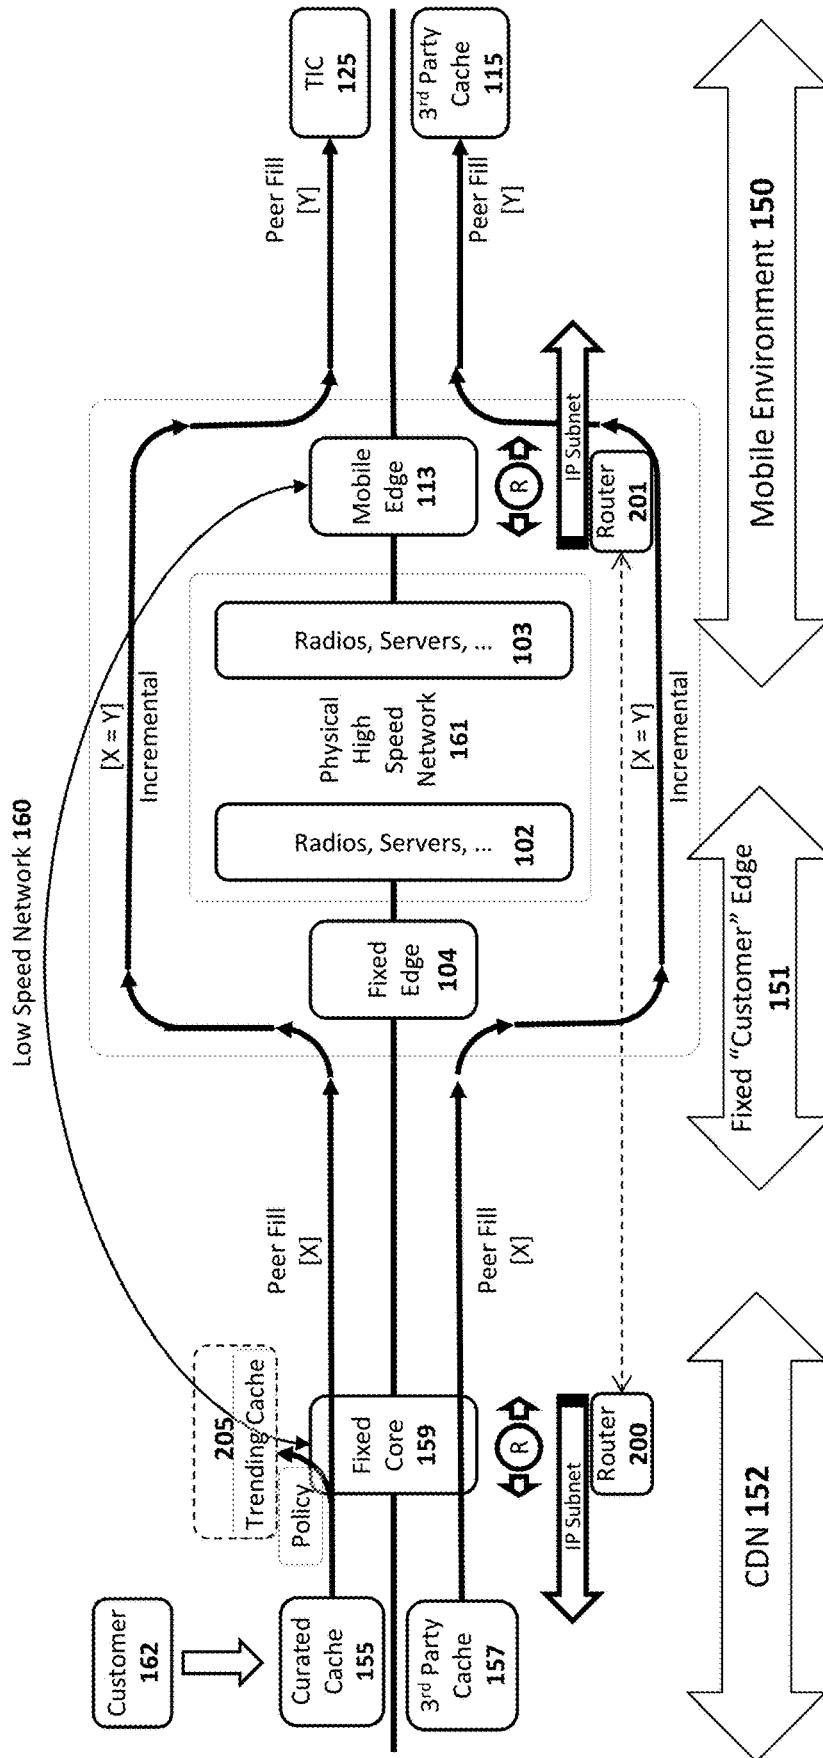 Customer
162
Curated
Cache
155
3rd Party
Cache
157
205
Trending Cache
Policy
Fixed
Core
159
R
IP Subnet
Router
200
CDN 152
Low Speed Network 160
Peer Fill
[X]
Peer Fill
[X]
Fixed
Edge
104
Fixed “Customer” Edge
151
[X = Y]
Incremental
Radios, Servers, ...
102
Physical
High
Speed
Network
161
Radios, Servers, ...
103
[X = Y]
Incremental
Mobile
Edge
113
R
IP Subnet
Router
201
Mobile Environment 150
Peer Fill
[Y]
Peer Fill
[Y]
TIC
125
3rd Party
Cache
115